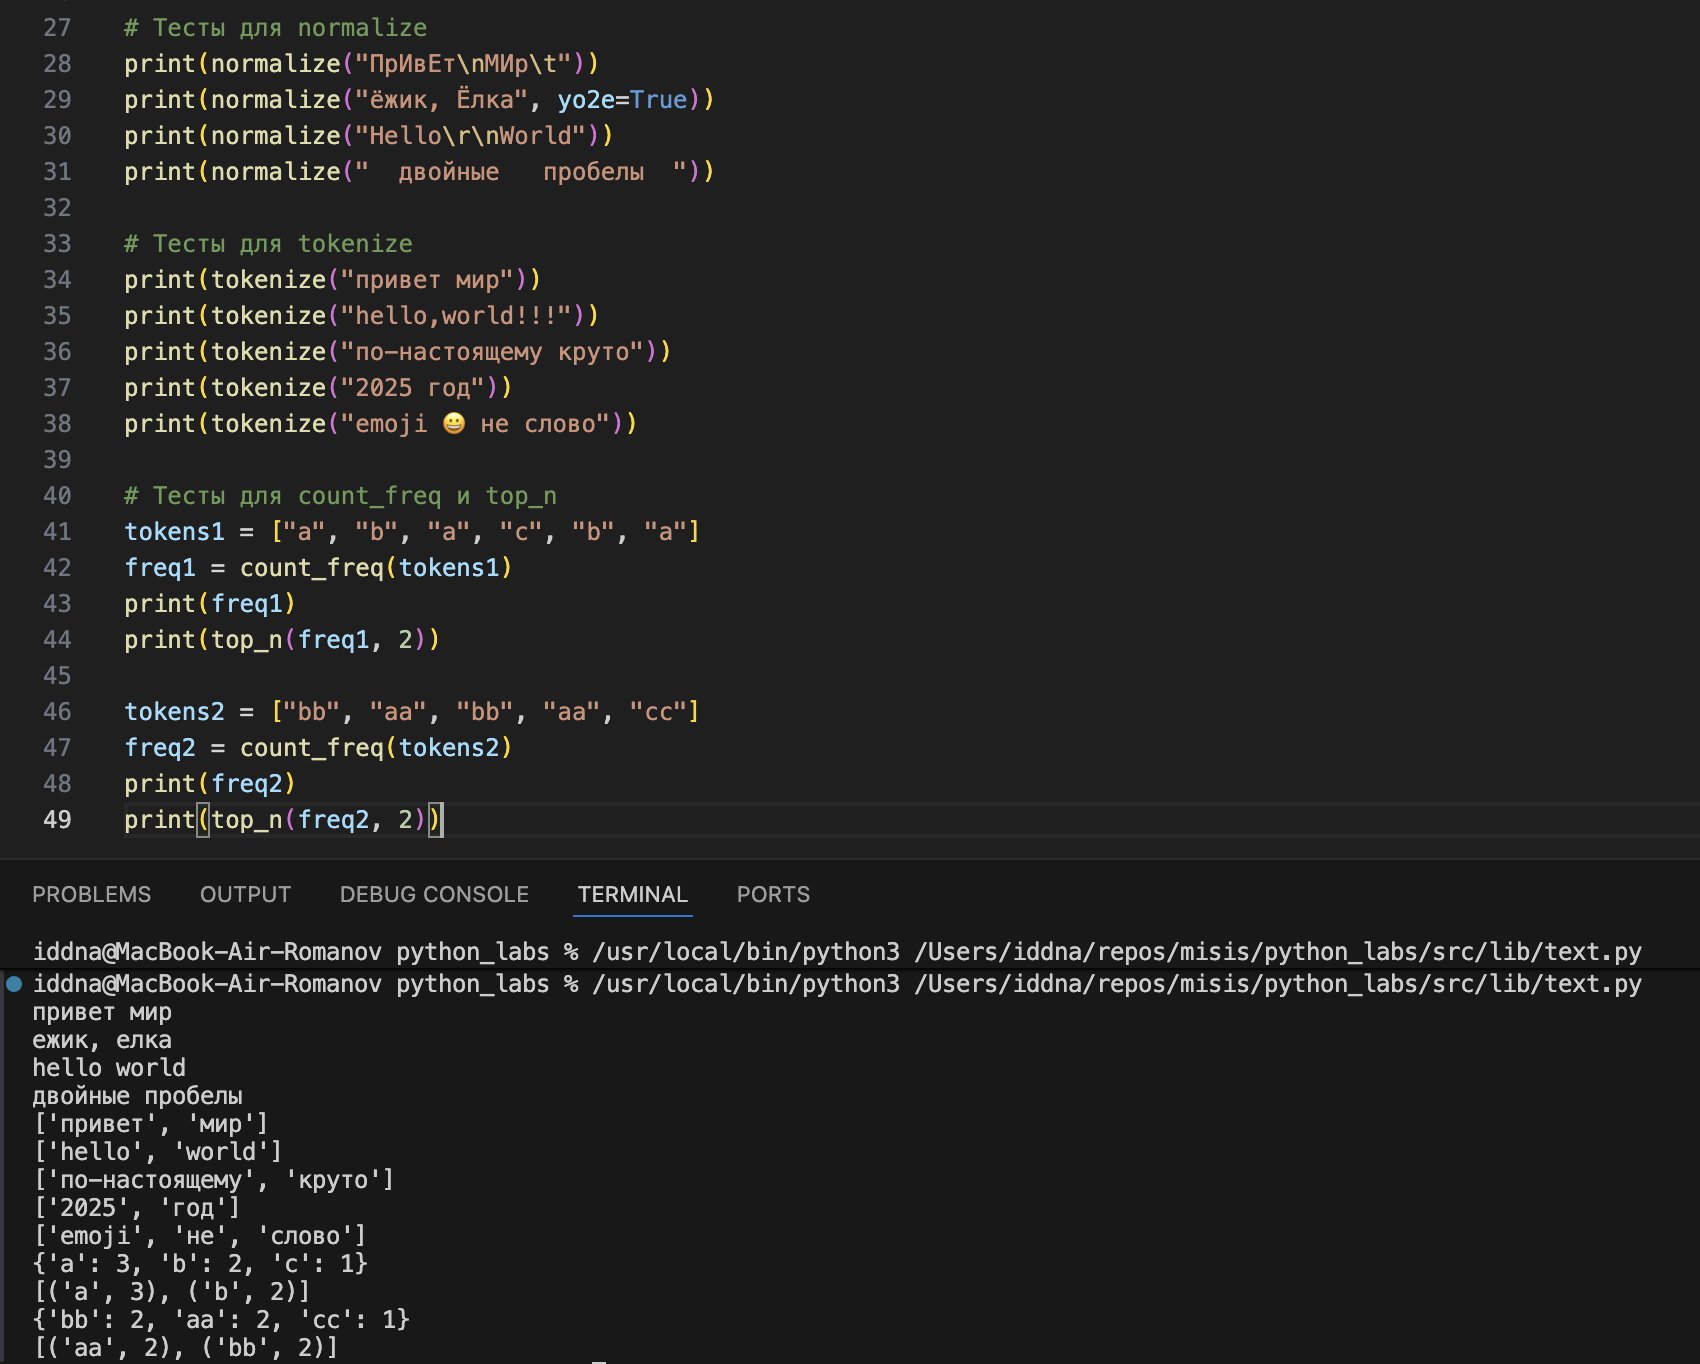 27 # Тесты для normalize
28 print(normalize("ПрИвЕт\nМИр\t"))
29 print(normalize("ёжик, Ёлка", yo2e=True))
30 print(normalize("Hello\r\nWorld"))
31 print(normalize("  двойные   пробелы  "))
32
33 # Тесты для tokenize
34 print(tokenize("привет мир"))
35 print(tokenize("hello,world!!!"))
36 print(tokenize("по-настоящему круто"))
37 print(tokenize("2025 год"))
38 print(tokenize("emoji 😀 не слово"))
39
40 # Тесты для count_freq и top_n
41 tokens1 = ["a", "b", "a", "c", "b", "a"]
42 freq1 = count_freq(tokens1)
43 print(freq1)
44 print(top_n(freq1, 2))
45
46 tokens2 = ["bb", "aa", "bb", "aa", "cc"]
47 freq2 = count_freq(tokens2)
48 print(freq2)
49 print(top_n(freq2, 2))
PROBLEMS OUTPUT DEBUG CONSOLE TERMINAL PORTS
iddna@MacBook-Air-Romanov python_labs % /usr/local/bin/python3 /Users/iddna/repos/misis/python_labs/src/lib/text.py
iddna@MacBook-Air-Romanov python_labs % /usr/local/bin/python3 /Users/iddna/repos/misis/python_labs/src/lib/text.py
привет мир
ежик, елка
hello world
двойные пробелы
['привет', 'мир']
['hello', 'world']
['по-настоящему', 'круто']
['2025', 'год']
['emoji', 'не', 'слово']
{'a': 3, 'b': 2, 'c': 1}
[('a', 3), ('b', 2)]
{'bb': 2, 'aa': 2, 'cc': 1}
[('aa', 2), ('bb', 2)]